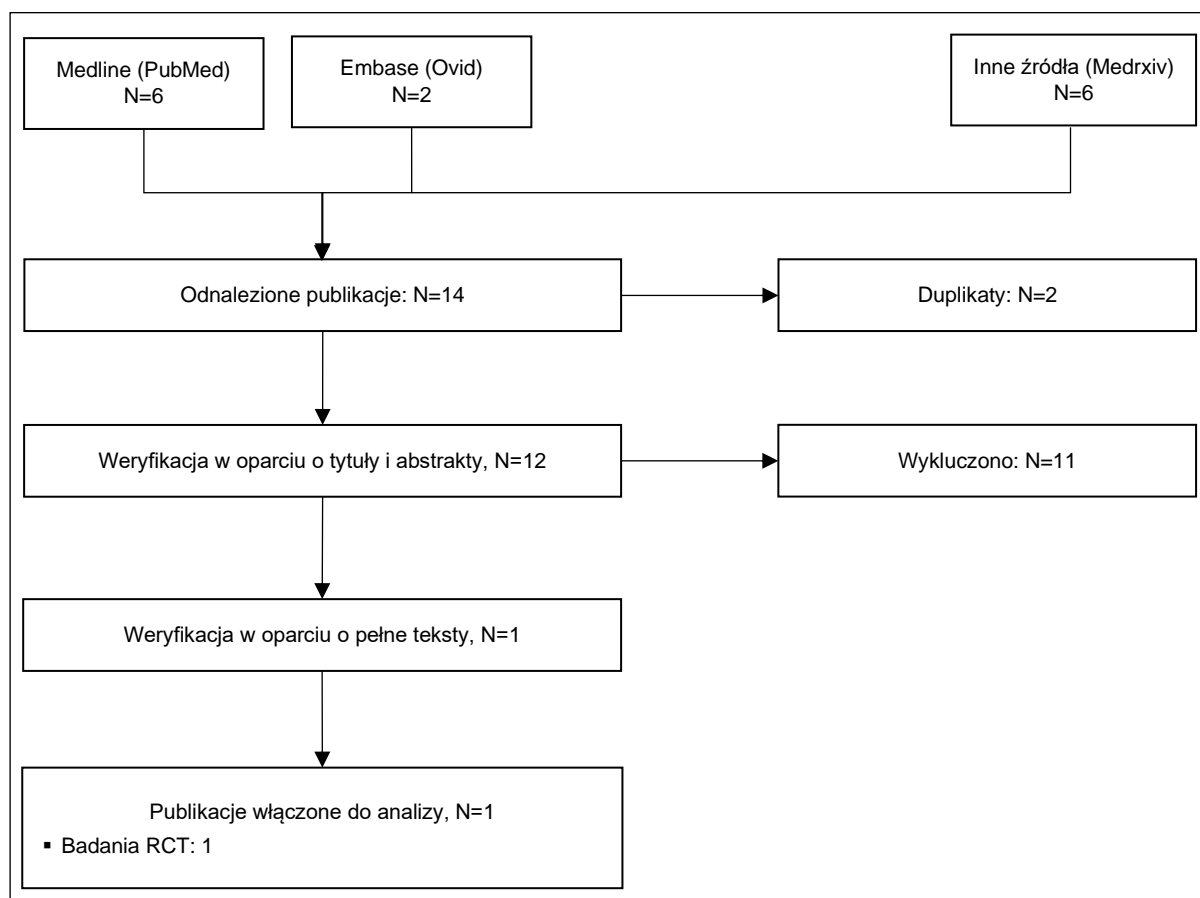 Medline (PubMed)
N=6
Embase (Ovid)
N=2
Inne źródła (Medrxiv)
N=6
Odnalezione publikacje: N=14
Duplikaty: N=2
Weryfikacja w oparciu o tytuły i abstrakty, N=12
Wykluczono: N=11
Weryfikacja w oparciu o pełne teksty, N=1
Publikacje włączone do analizy, N=1
▪ Badania RCT: 1